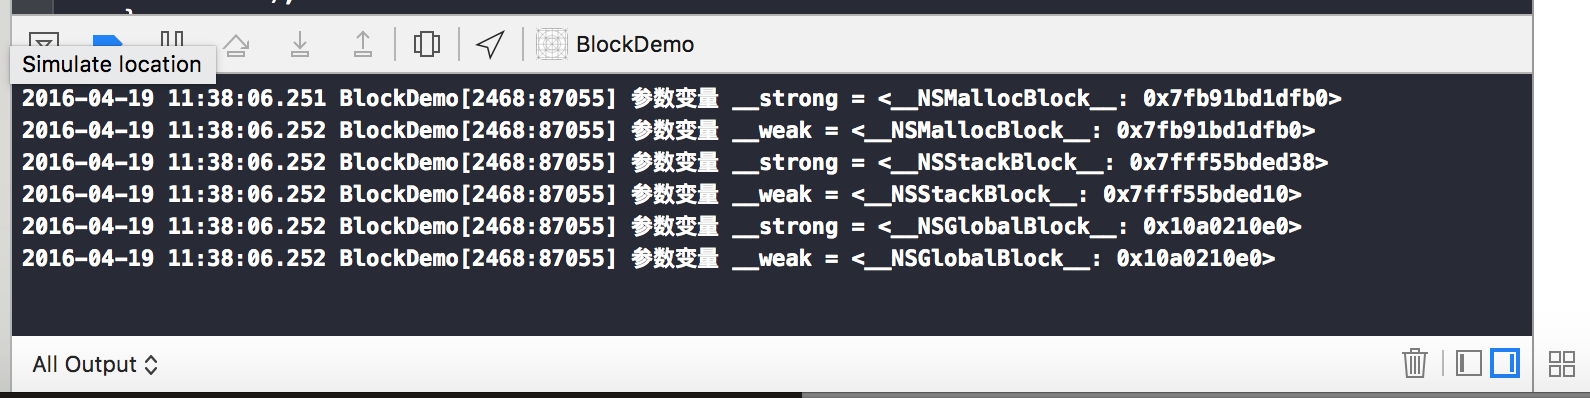 BlockDemo
Simulate location
2016-04-19 11:38:06.251 BlockDemo[2468:87055] 参数变量 __strong = <__NSMallocBlock__: 0x7fb91bd1dfb0>
2016-04-19 11:38:06.252 BlockDemo[2468:87055] 参数变量 __weak = <__NSMallocBlock__: 0x7fb91bd1dfb0>
2016-04-19 11:38:06.252 BlockDemo[2468:87055] 参数变量 __strong = <__NSStackBlock__: 0x7fff55bded38>
2016-04-19 11:38:06.252 BlockDemo[2468:87055] 参数变量 __weak = <__NSStackBlock__: 0x7fff55bded10>
2016-04-19 11:38:06.252 BlockDemo[2468:87055] 参数变量 __strong = <__NSGlobalBlock__: 0x10a0210e0>
2016-04-19 11:38:06.252 BlockDemo[2468:87055] 参数变量 __weak = <__NSGlobalBlock__: 0x10a0210e0>
All Output